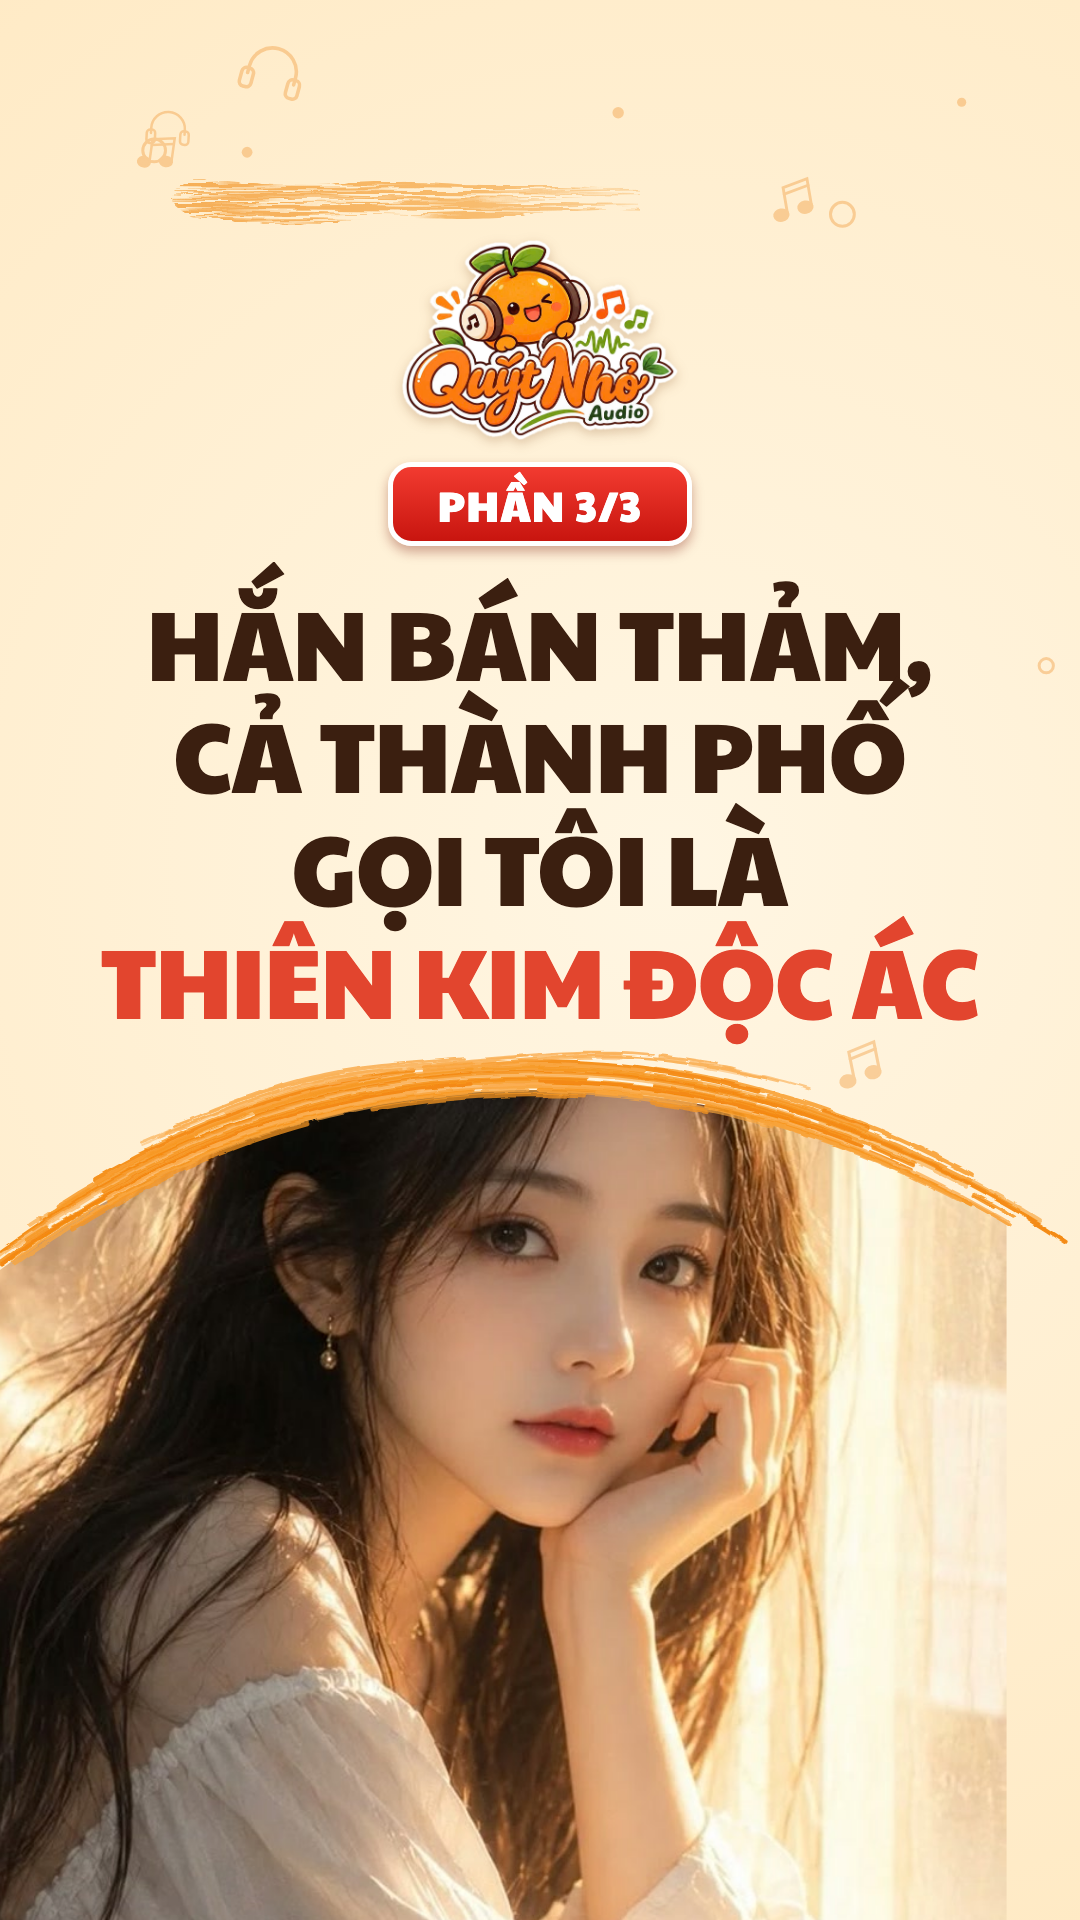 Quýt Nhỏ
Audio
PHẦN 3/3
HẮN BÁN THẢM,
CẢ THÀNH PHỐ
GỌI TÔI LÀ
THIÊN KIM ĐỘC ÁC